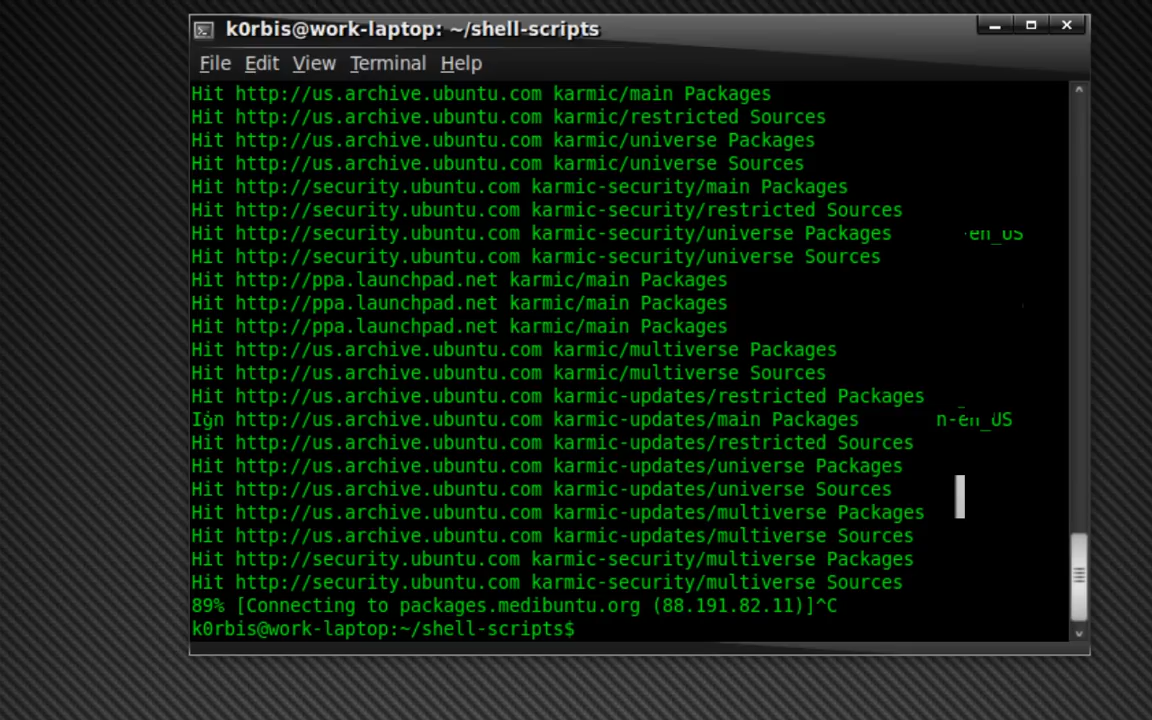 k0rbis@work-laptop: ~/shell-scripts
File Edit View Terminal Help
Hit http://us.archive.ubuntu.com karmic/main Packages
Hit http://us.archive.ubuntu.com karmic/restricted Sources
Hit http://us.archive.ubuntu.com karmic/universe Packages
Hit http://us.archive.ubuntu.com karmic/universe Sources
Hit http://security.ubuntu.com karmic-security/main Packages
Hit http://security.ubuntu.com karmic-security/restricted Sources
Hit http://security.ubuntu.com karmic-security/universe Packages -en_US
Hit http://security.ubuntu.com karmic-security/universe Sources
Hit http://ppa.launchpad.net karmic/main Packages
Hit http://ppa.launchpad.net karmic/main Packages
Hit http://ppa.launchpad.net karmic/main Packages
Hit http://us.archive.ubuntu.com karmic/multiverse Packages
Hit http://us.archive.ubuntu.com karmic/multiverse Sources
Hit http://us.archive.ubuntu.com karmic-updates/restricted Packages
Ign http://us.archive.ubuntu.com karmic-updates/main Packages n-en_US
Hit http://us.archive.ubuntu.com karmic-updates/restricted Sources
Hit http://us.archive.ubuntu.com karmic-updates/universe Packages
Hit http://us.archive.ubuntu.com karmic-updates/universe Sources
Hit http://us.archive.ubuntu.com karmic-updates/multiverse Packages
Hit http://us.archive.ubuntu.com karmic-updates/multiverse Sources
Hit http://security.ubuntu.com karmic-security/multiverse Packages
Hit http://security.ubuntu.com karmic-security/multiverse Sources
89% [Connecting to packages.medibuntu.org (88.191.82.11)]^C
k0rbis@work-laptop:~/shell-scripts$